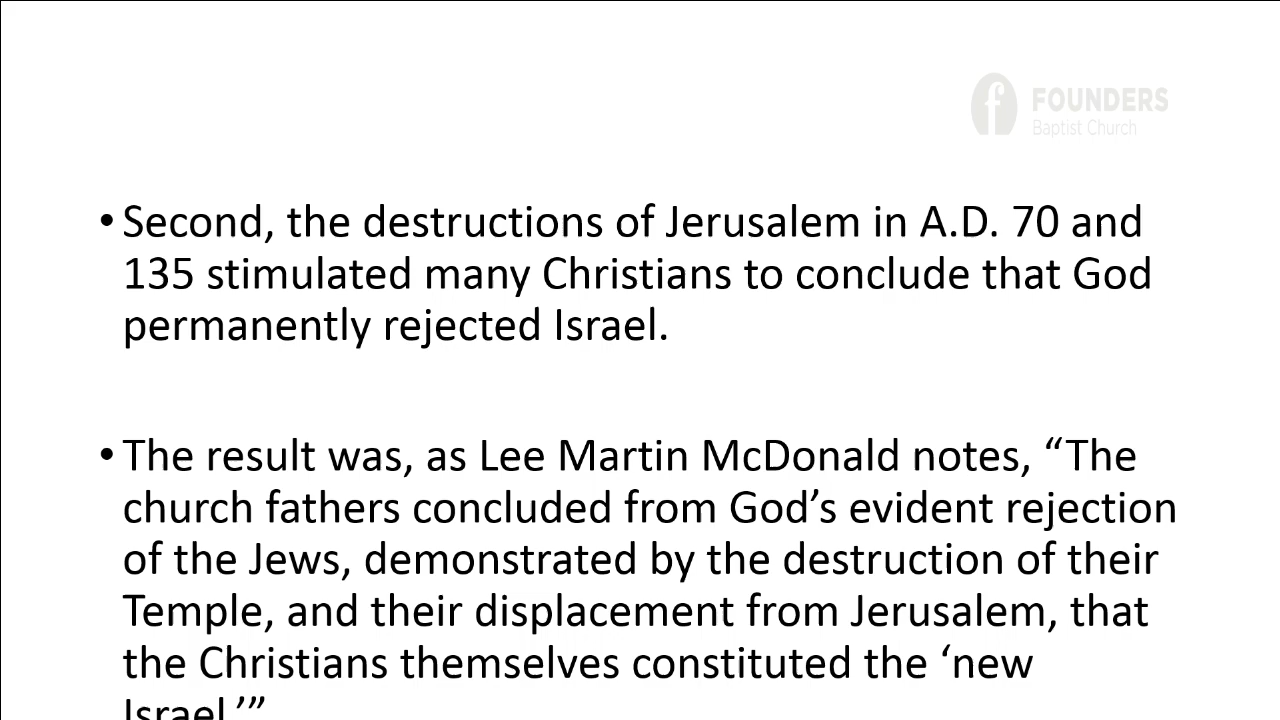 f FOUNDERS
Baptist Church
• Second, the destructions of Jerusalem in A.D. 70 and
135 stimulated many Christians to conclude that God
permanently rejected Israel.
• The result was, as Lee Martin McDonald notes, “The
church fathers concluded from God’s evident rejection
of the Jews, demonstrated by the destruction of their
Temple, and their displacement from Jerusalem, that
the Christians themselves constituted the ‘new
Israel.’”